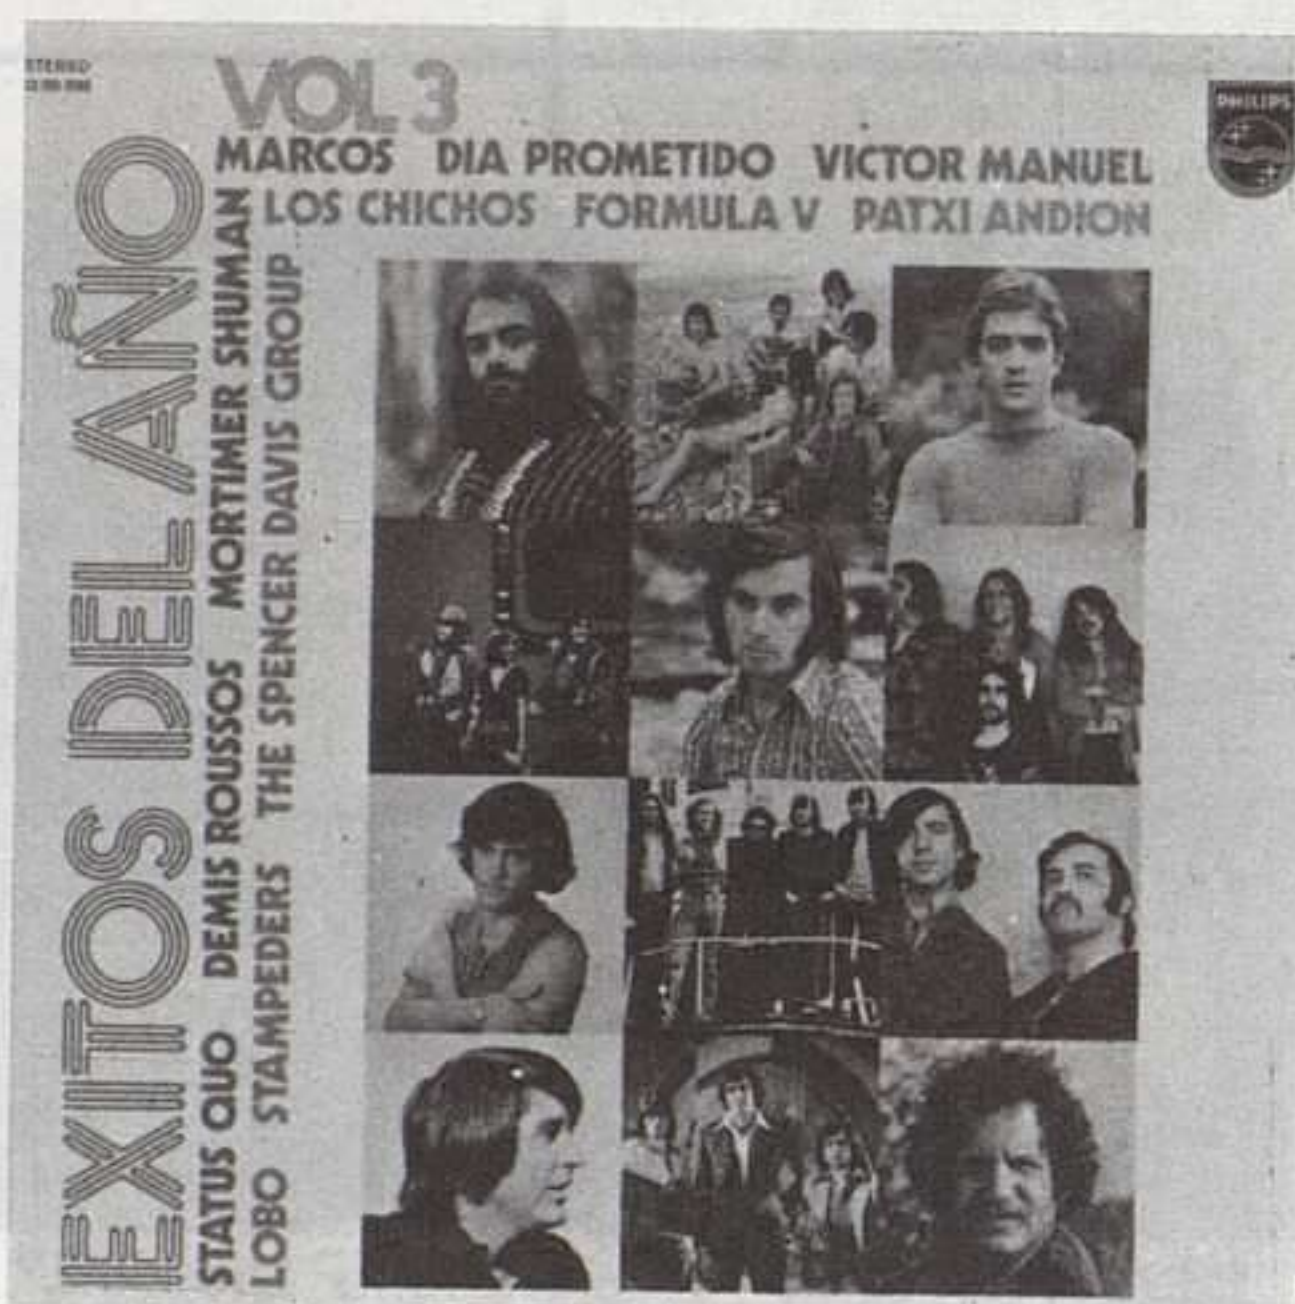 STEREO
VOL 3
PHILIPS
MARCOS DIA PROMETIDO VICTOR MANUEL
LOS CHICHOS FORMULA V PATXI ANDION
EXITOS DEL AÑO
STATUS QUO DEMIS ROUSSOS MORTIMER SHUMAN
LOBO STAMPEDERS THE SPENCER DAVIS GROUP